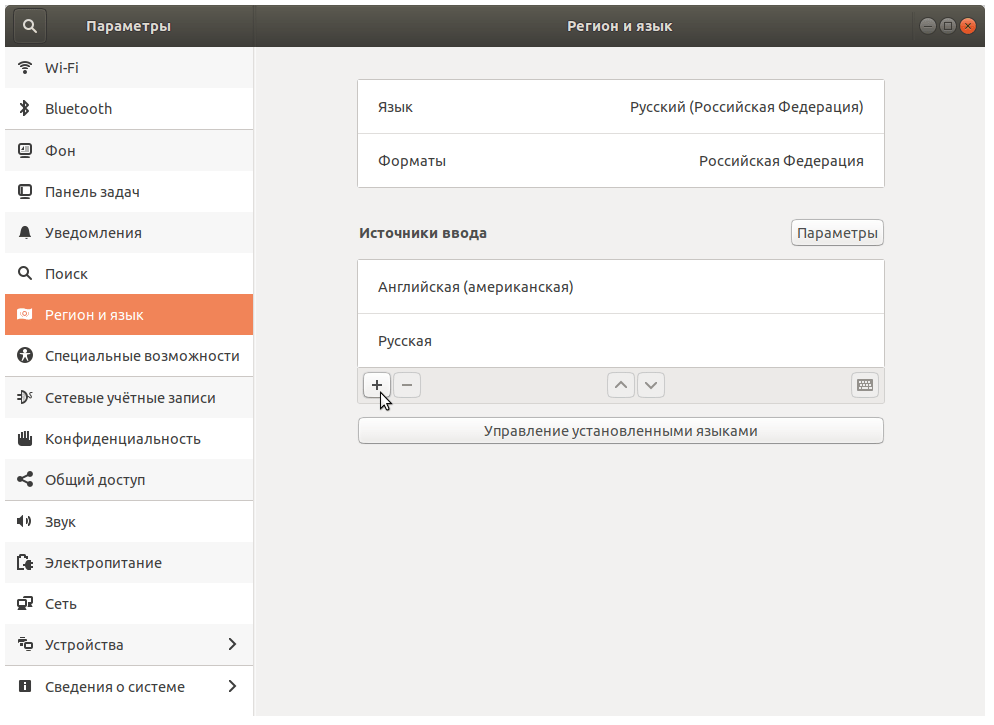 Параметры
Регион и язык
Wi-Fi
Bluetooth
Фон
Панель задач
Уведомления
Поиск
Регион и язык
Специальные возможности
Сетевые учётные записи
Конфиденциальность
Общий доступ
Звук
Электропитание
Сеть
Устройства
Сведения о системе
Язык Русский (Российская Федерация)
Форматы Российская Федерация
Источники ввода Параметры
Английская (американская)
Русская
Управление установленными языками